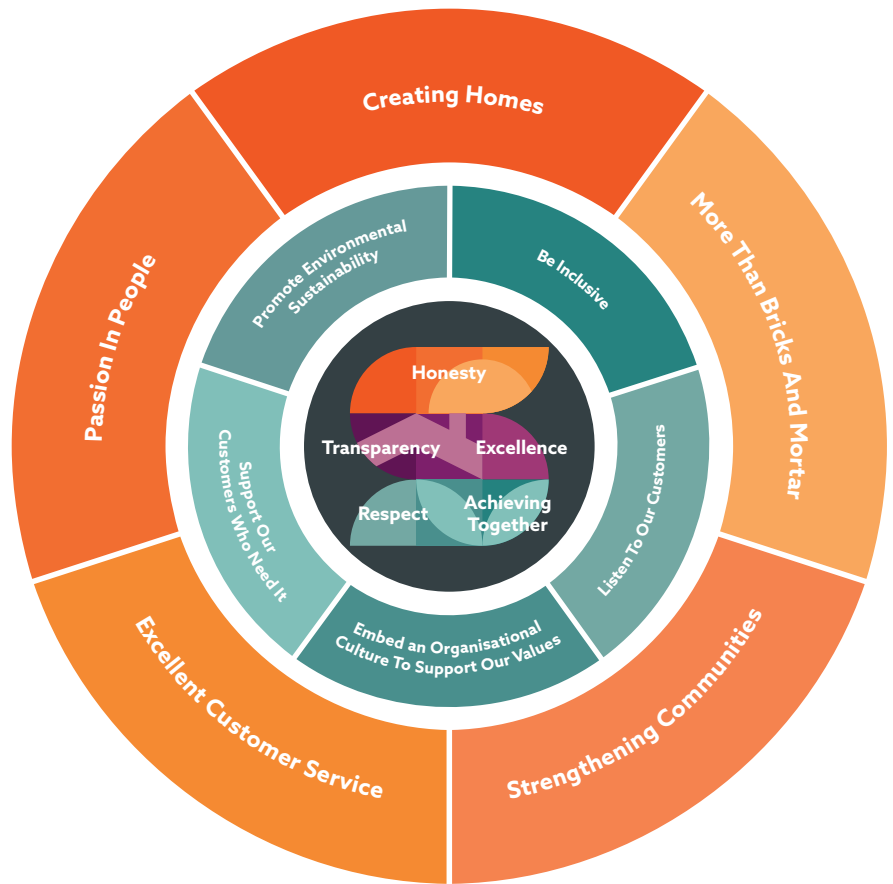 Creating Homes
More Than Bricks And Mortar
Strengthening Communities
Excellent Customer Service
Passion In People
Be Inclusive
Listen To Our Customers
Embed an Organisational
Culture To Support Our Values
Support Our
Customers Who Need It
Promote Environmental
Sustainability
Honesty
Transparency
Excellence
Respect
Achieving
Together